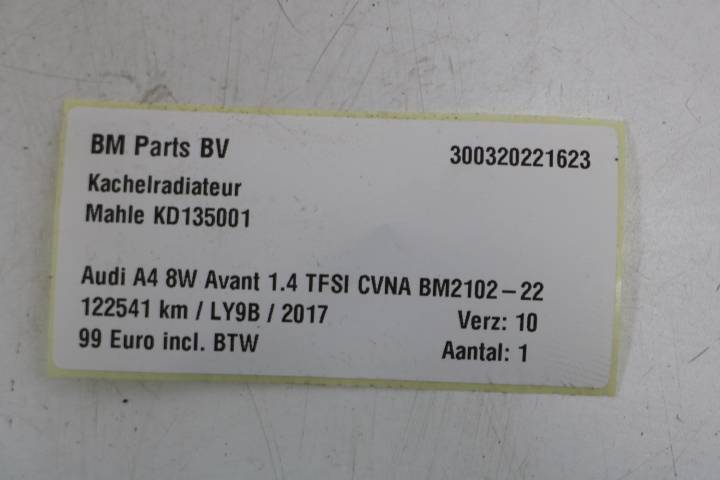 BM Parts BV 300320221623
Kachelradiateur
Mahle KD135001
Audi A4 8W Avant 1.4 TFSI CVNA BM2102-22
122541 km / LY9B / 2017 Verz: 10
99 Euro incl. BTW Aantal: 1